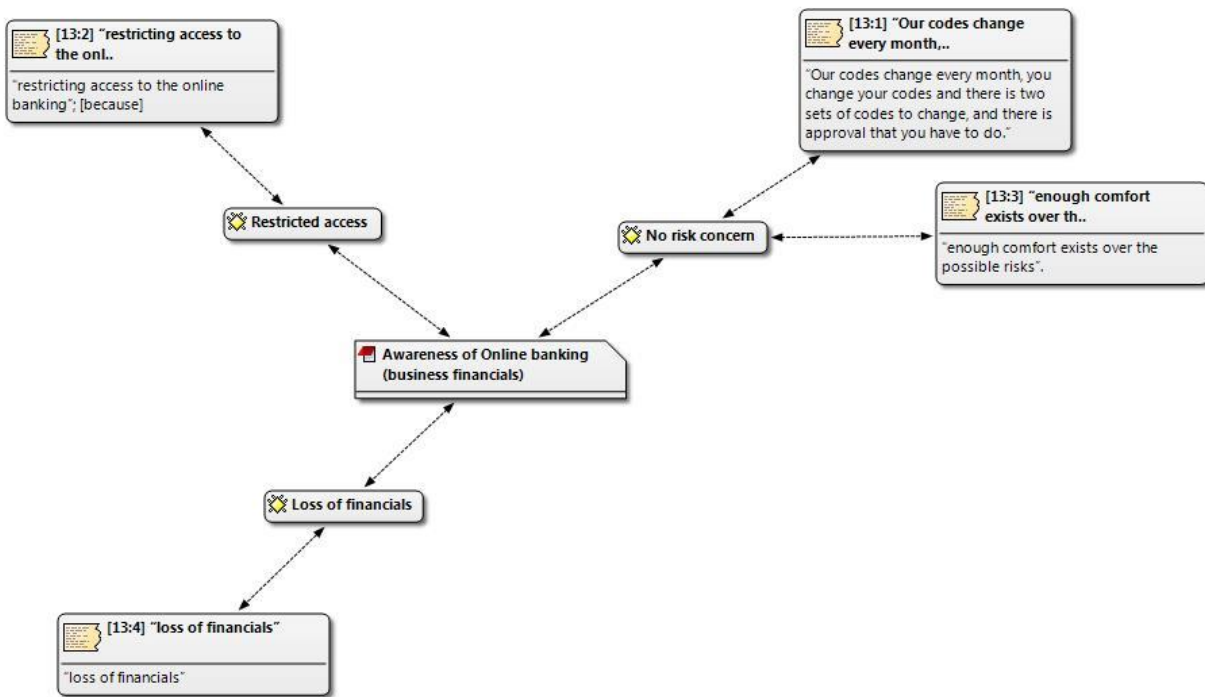 [13:2] “restricting access to
the onl..
“restricting access to the online
banking”; [because]
[13:1] “Our codes change
every month,..
“Our codes change every month, you
change your codes and there is two
sets of codes to change, and there is
approval that you have to do.”
[13:3] “enough comfort
exists over th..
“enough comfort exists over the
possible risks”.
Restricted access
No risk concern
Awareness of Online banking
(business financials)
Loss of financials
[13:4] “loss of financials”
“loss of financials”